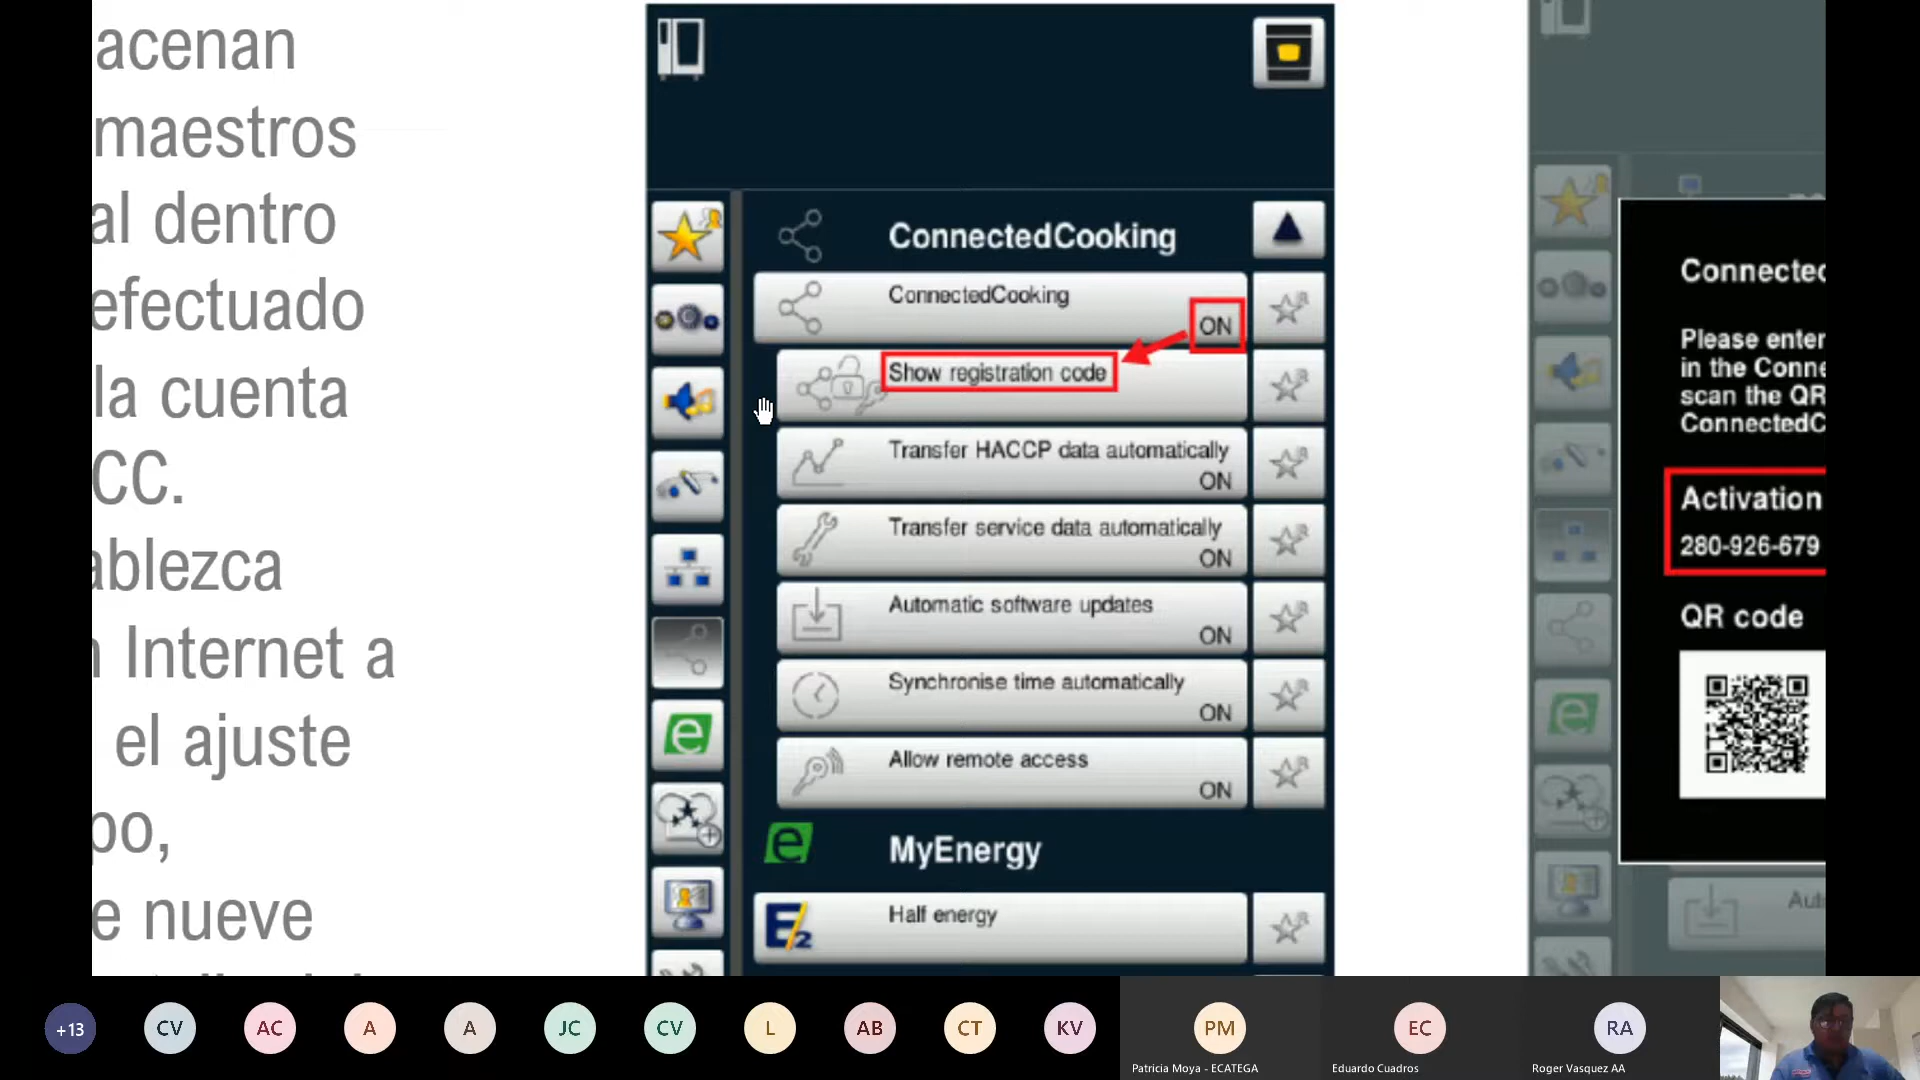 acenan
maestros
al dentro
efectuado
la cuenta
CC.
ablezca
n Internet a
el ajuste
po,
e nueve
ConnectedCooking
ConnectedCooking
ON
Show registration code
Transfer HACCP data automatically
ON
Transfer service data automatically
ON
Automatic software updates
ON
Synchronise time automatically
ON
Allow remote access
ON
MyEnergy
Half energy
Connected
Please enter
in the Conne
scan the QR
ConnectedC
Activation
280-926-679
QR code
Aut
+13
CV
AC
A
A
JC
CV
L
AB
CT
KV
PM
Patricia Moya - ECATEGA
EC
Eduardo Cuadros
RA
Roger Vasquez AA